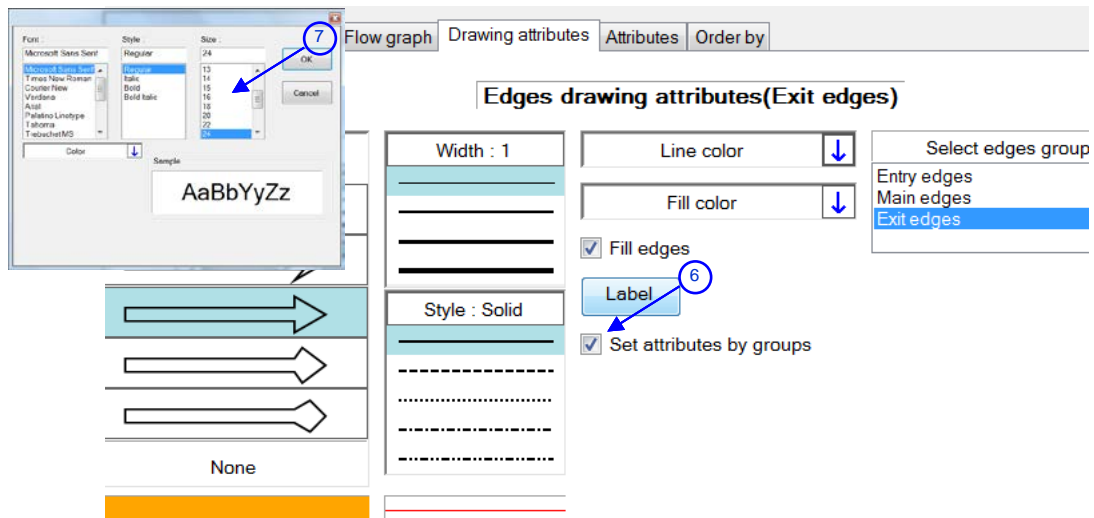 Font :
Style :
Size :
Microsoft Sans Serif
Regular
24
Microsoft Sans Serif
Times New Roman
Courier New
Verdana
Arial
Palatino Linotype
Tahoma
Trebuchet MS
Regular
Italic
Bold
Bold Italic
13
14
15
16
18
20
22
24
OK
Cancel
Color
Sample
AaBbYyZz
7
Flow graph
Drawing attributes
Attributes
Order by
Edges drawing attributes(Exit edges)
Width : 1
Line color
Select edges group
Entry edges
Main edges
Exit edges
Fill color
Fill edges
6
Label
Style : Solid
Set attributes by groups
None